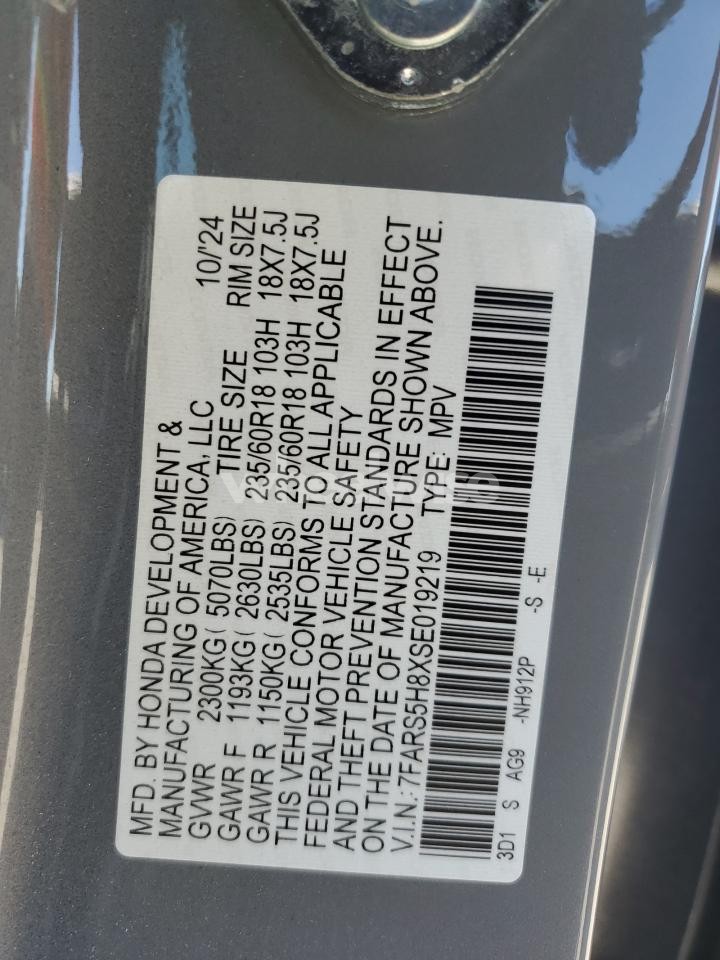 MFD. BY HONDA DEVELOPMENT &
MANUFACTURING OF AMERICA, LLC 10/'24
GVWR 2300KG( 5070LBS) TIRE SIZE RIM SIZE
GAWR F 1193KG( 2630LBS) 235/60R18 103H 18X7.5J
GAWR R 1150KG( 2535LBS) 235/60R18 103H 18X7.5J
THIS VEHICLE CONFORMS TO ALL APPLICABLE
FEDERAL MOTOR VEHICLE SAFETY
AND THEFT PREVENTION STANDARDS IN EFFECT
ON THE DATE OF MANUFACTURE SHOWN ABOVE.
V.I.N.: 7FARS5H8XSE019219 TYPE: MPV
3D1 S AG9 -NH912P -S -E